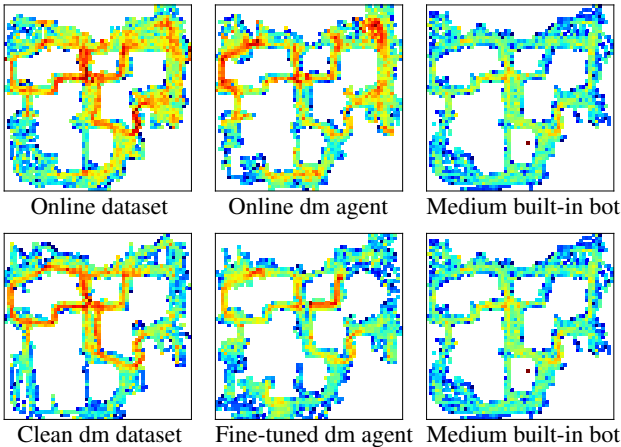 Online dataset
Online dm agent
Medium built-in bot
Clean dm dataset
Fine-tuned dm agent
Medium built-in bot